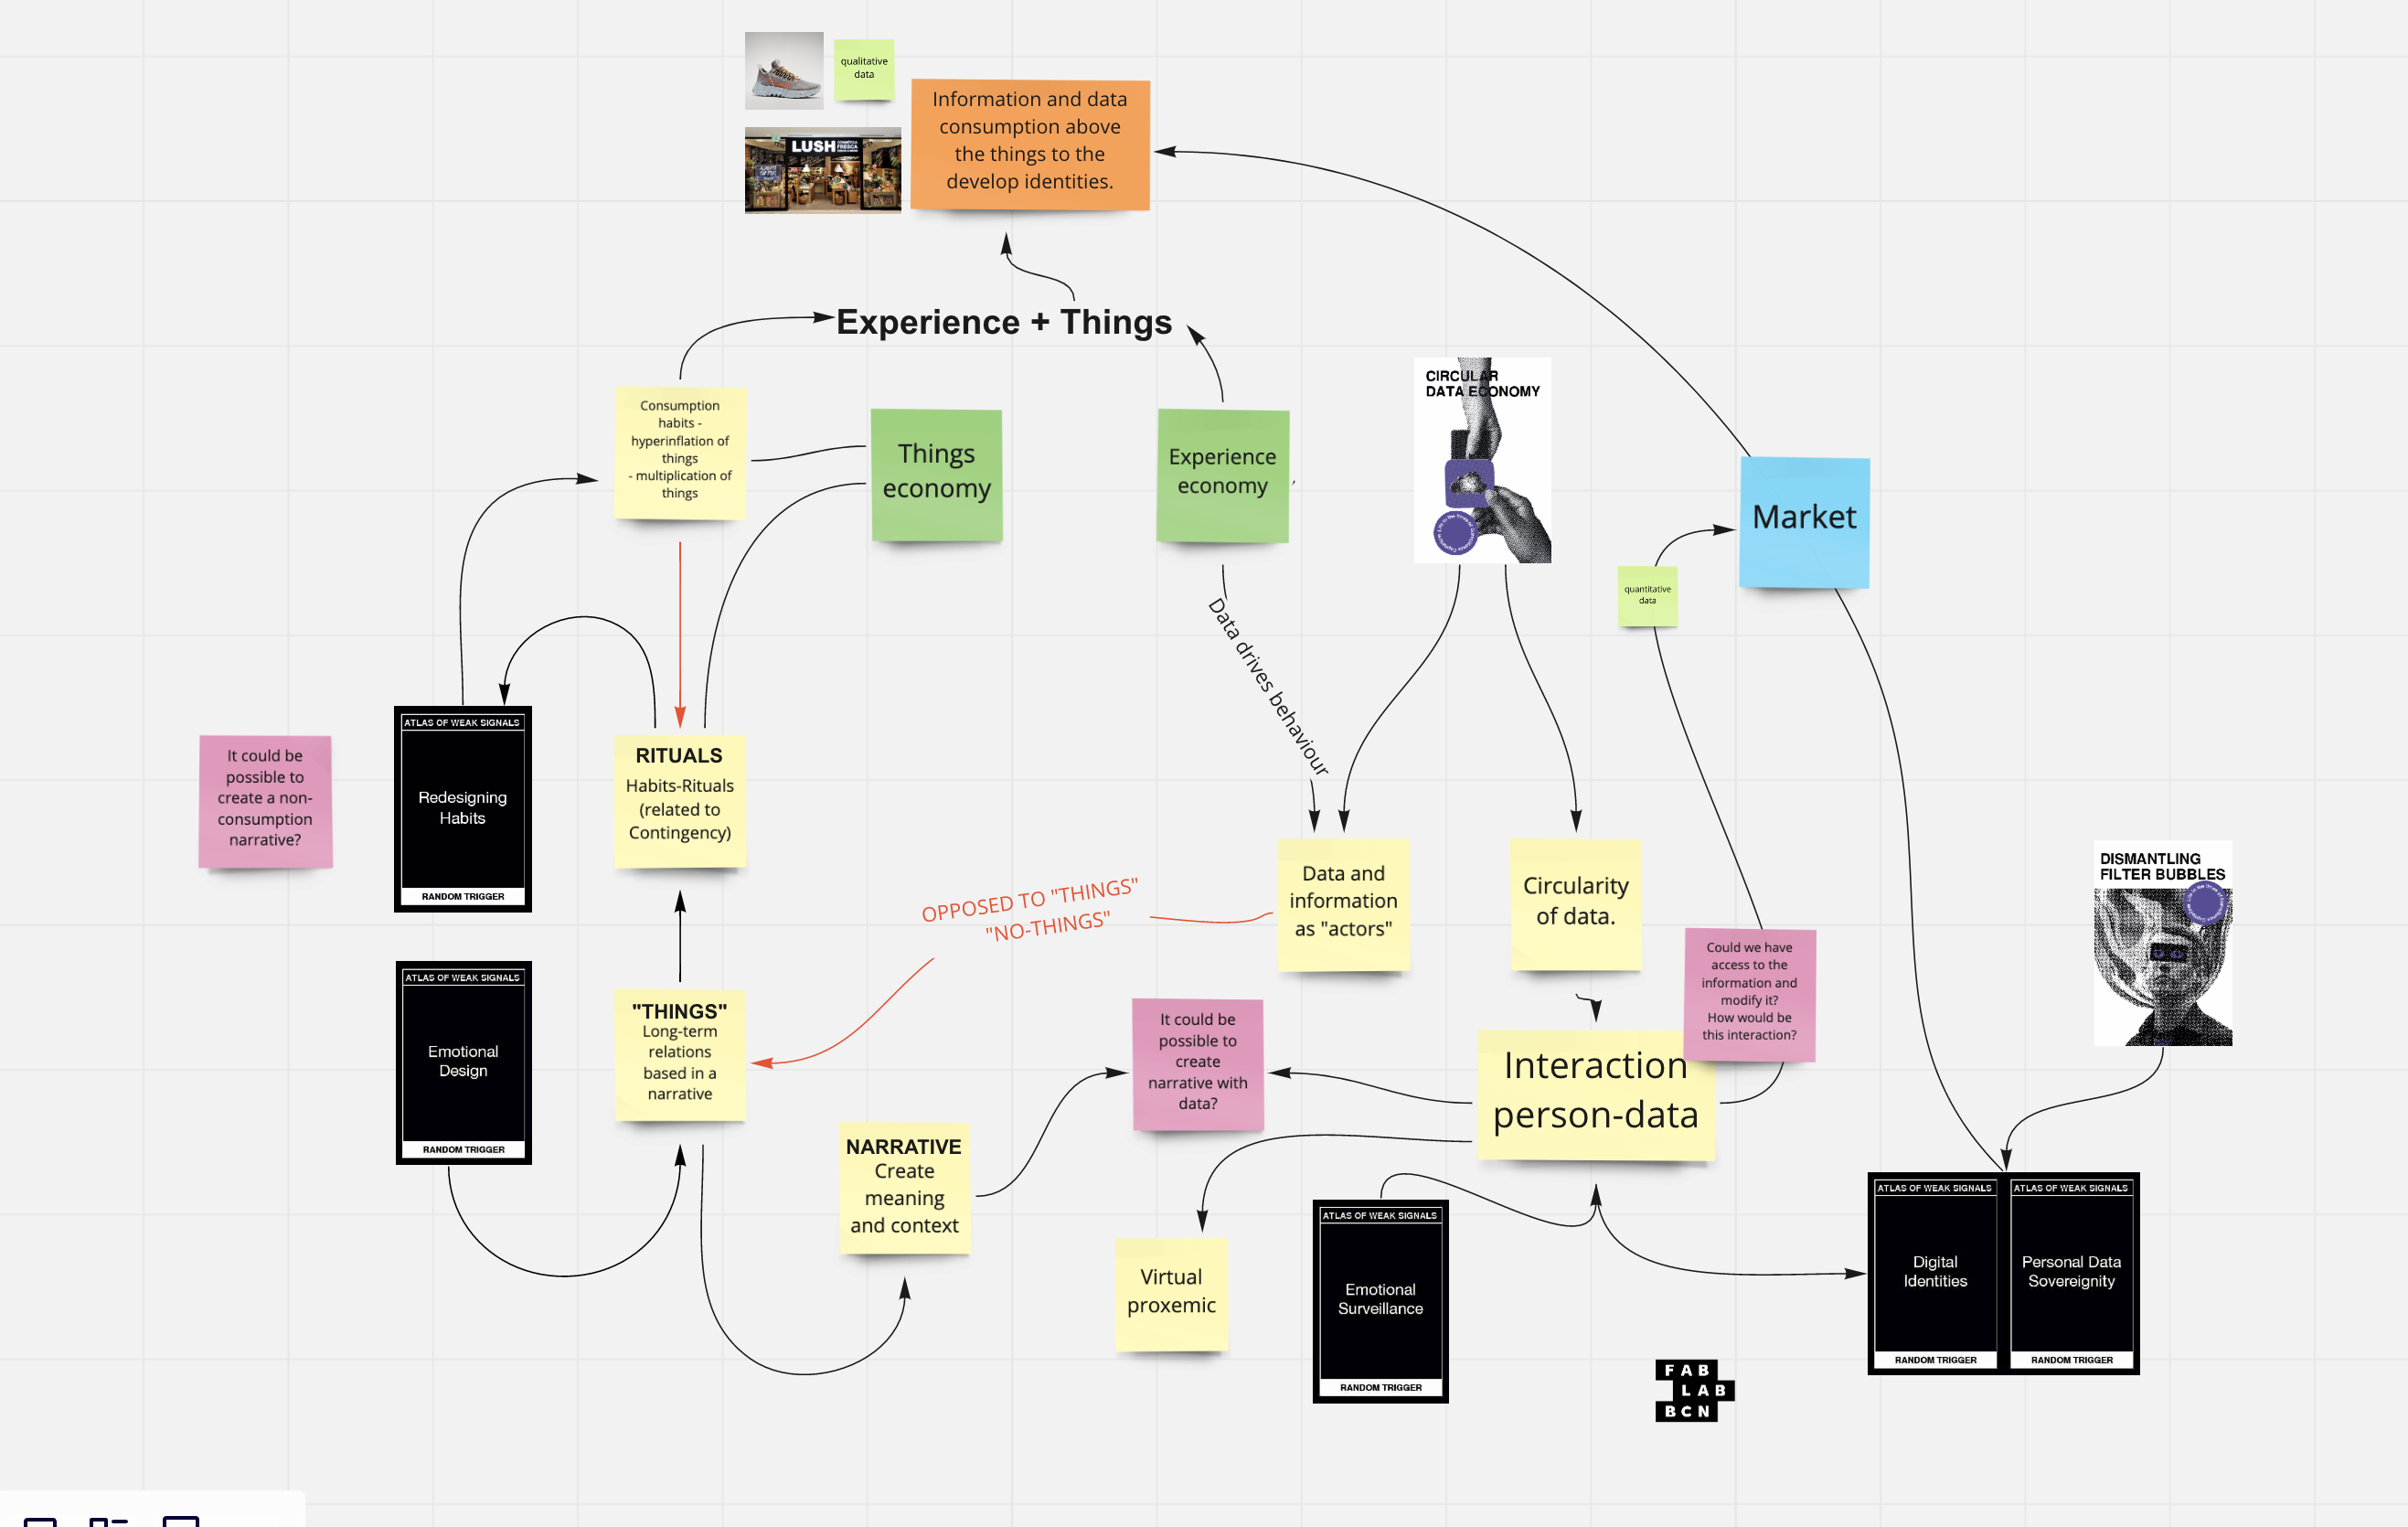 qualitative
data
Information and data
consumption above
the things to the
develop identities.
LUSH
Experience + Things
Consumption
habits -
hyperinflation of
things
- multiplication of
things
Things
economy
Experience
economy
,
CIRCULAR
DATA ECONOMY
Market
quantitative
data
Data drives behaviour
ATLAS OF WEAK SIGNALS
Redesigning
Habits
RANDOM TRIGGER
It could be
possible to
create a non-
consumption
narrative?
RITUALS
Habits-Rituals
(related to
Contingency)
OPPOSED TO "THINGS"
"NO-THINGS"
Data and
information
as "actors"
Circularity
of data.
DISMANTLING
FILTER BUBBLES
Could we have
access to the
information and
modify it?
How would be
this interaction?
ATLAS OF WEAK SIGNALS
Emotional
Design
RANDOM TRIGGER
"THINGS"
Long-term
relations
based in a
narrative
It could be
possible to
create
narrative with
data?
Interaction
person-data
NARRATIVE
Create
meaning
and context
Virtual
proxemic
ATLAS OF WEAK SIGNALS
Emotional
Surveillance
RANDOM TRIGGER
ATLAS OF WEAK SIGNALS
Digital
Identities
RANDOM TRIGGER
ATLAS OF WEAK SIGNALS
Personal Data
Sovereignity
RANDOM TRIGGER
FAB
LAB
BCN